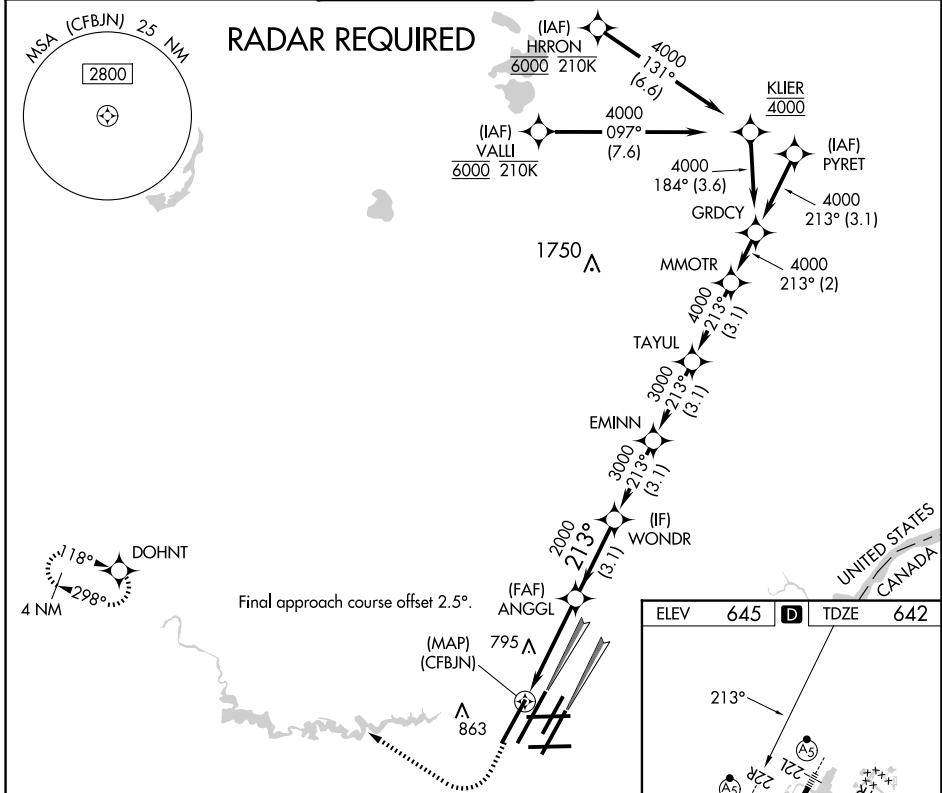 MSA (CFBJN) 25 NM
2800
RADAR REQUIRED
(IAF)
HRRON
6000 210K
4000
131°
(6.6)
KLIER
4000
(IAF)
VALLI
6000 210K
4000
097°
(7.6)
(IAF)
PYRET
4000
184° (3.6)
4000
213° (3.1)
GRDCY
1750
MMOTR
4000
213° (2)
4000
213°
(3.1)
TAYUL
3000
213°
(3.1)
EMINN
3000
213°
(3.1)
(IF)
WONDR
2000
213°
(3.1)
118°
DOHNT
298°
4 NM
Final approach course offset 2.5°.
(FAF)
ANGGL
(MAP)
(CFBJN)
795
863
UNITED STATES
CANADA
ELEV 645 D TDZE 642
213°
A5
22R
22L
A5